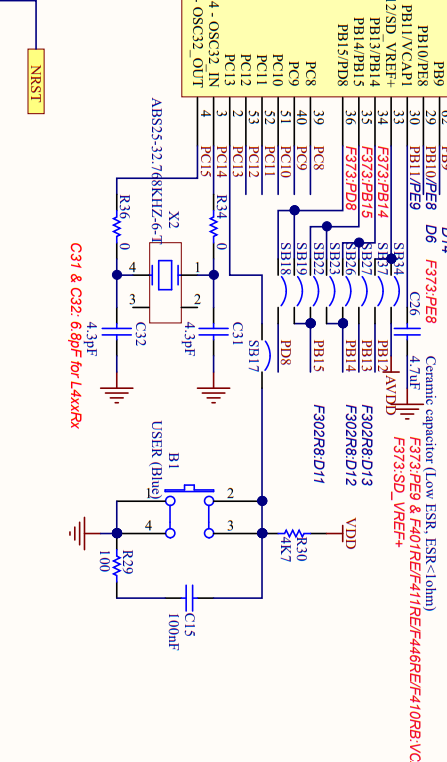 NRST
4 - OSC32_IN
- OSC32_OUT
PC13
PC12
PC11
PC10
PC9
PC8
PB15/PD8
PB14/PB15
PB13/PB14
12/SD_VREF+
PB11/VCAP1
PB10/PE8
PB9
4
3
2
53
52
51
40
39
36
35
34
33
30
29
62
PC15
PC14
PC13
PC12
PC11
PC10
PC9
PC8
F373:PD8
F373:PB15
F373:PB14
PB11/PE9
PB10/PE8
PB9
D14
D6
F373:PE8
ABS25-32.768KHZ-6-T
X2
R36
0
R34
0
4
1
3
2
C32
4.3pF
C31
4.3pF
C31 & C32: 6.8pF for L4xxRx
SB17
SB18
SB19
SB22
SB23
SB26
SB27
SB37
SB34
C26
4.7uF
AVDD
PD8
PB15
PB14
PB13
PB12
F302R8:D11
F302R8:D12
F302R8:D13
Ceramic capacitor (Low ESR, ESR<1ohm)
F373:PE9 & F401RE/F411RE/F446RE/F410RB:VC
F373:SD_VREF+
B1
USER (Blue)
1
2
4
3
R30
4K7
VDD
R29
100
C15
100nF